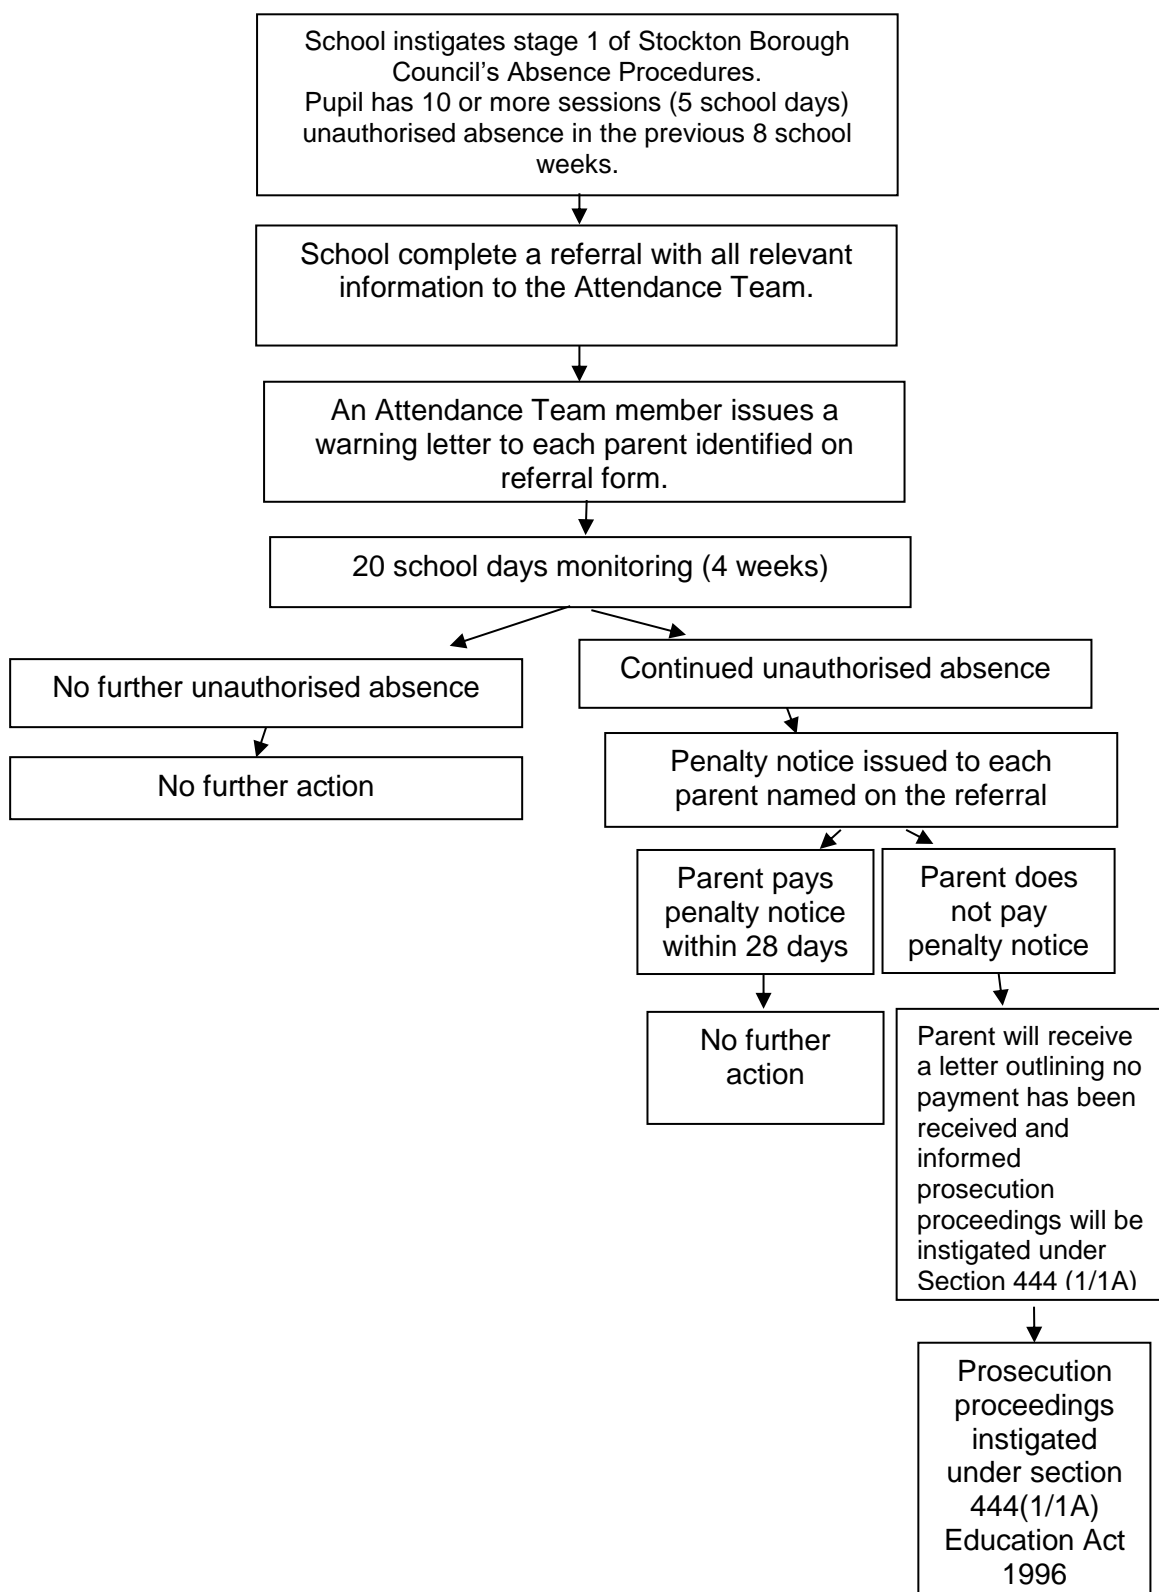 School instigates stage 1 of Stockton Borough
Council's Absence Procedures.
Pupil has 10 or more sessions (5 school days)
unauthorised absence in the previous 8 school
weeks.
School complete a referral with all relevant
information to the Attendance Team.
An Attendance Team member issues a
warning letter to each parent identified on
referral form.
20 school days monitoring (4 weeks)
No further unauthorised absence
No further action
Continued unauthorised absence
Penalty notice issued to each
parent named on the referral
Parent pays
penalty notice
within 28 days
No further
action
Parent does
not pay
penalty notice
Parent will receive
a letter outlining no
payment has been
received and
informed
prosecution
proceedings will be
instigated under
Section 444 (1/1A)
Prosecution
proceedings
instigated
under section
444(1/1A)
Education Act
1996